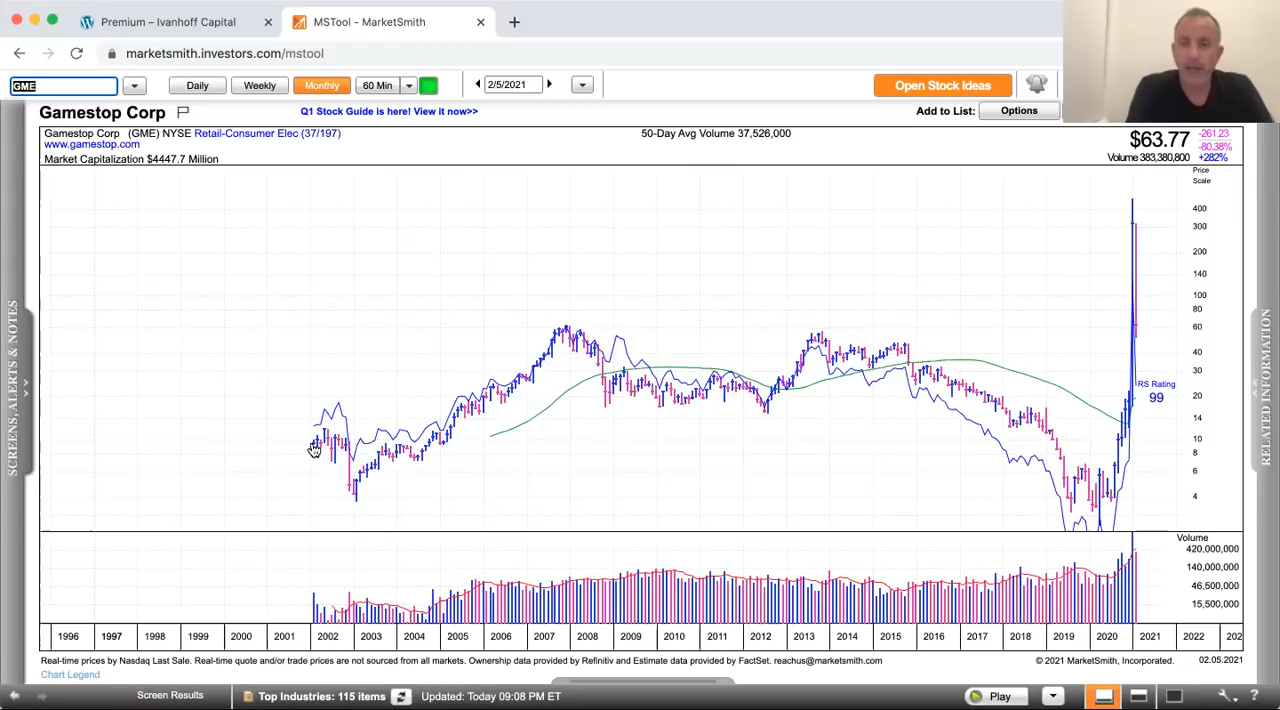 Premium – Ivanhoff Capital
MSTool - MarketSmith
marketsmith.investors.com/mstool
GME
Daily
Weekly
Monthly
60 Min
2/5/2021
Open Stock Ideas
Gamestop Corp
Q1 Stock Guide is here! View it now>>
Add to List:
Options
Gamestop Corp (GME) NYSE Retail-Consumer Elec (37/197)
50-Day Avg Volume 37,526,000
$63.77
-261.23
-80.38%
www.gamestop.com
Market Capitalization $4447.7 Million
Volume 383,380,800 +282%
Price
Scale
400
300
200
140
100
80
60
40
30
RS Rating
99
20
14
10
8
6
4
SCREENS, ALERTS & NOTES
RELATED INFORMATION
Volume
420,000,000
140,000,000
46,500,000
15,500,000
1996 1997 1998 1999 2000 2001 2002 2003 2004 2005 2006 2007 2008 2009 2010 2011 2012 2013 2014 2015 2016 2017 2018 2019 2020 2021 2022 202
Real-time prices by Nasdaq Last Sale. Real-time quote and/or trade prices are not sourced from all markets. Ownership data provided by Refinitiv and Estimate data provided by FactSet. reachus@marketsmith.com
© 2021 MarketSmith, Incorporated.
02.05.2021
Chart Legend
Screen Results
Top Industries: 115 items
Updated: Today 09:08 PM ET
Play
?